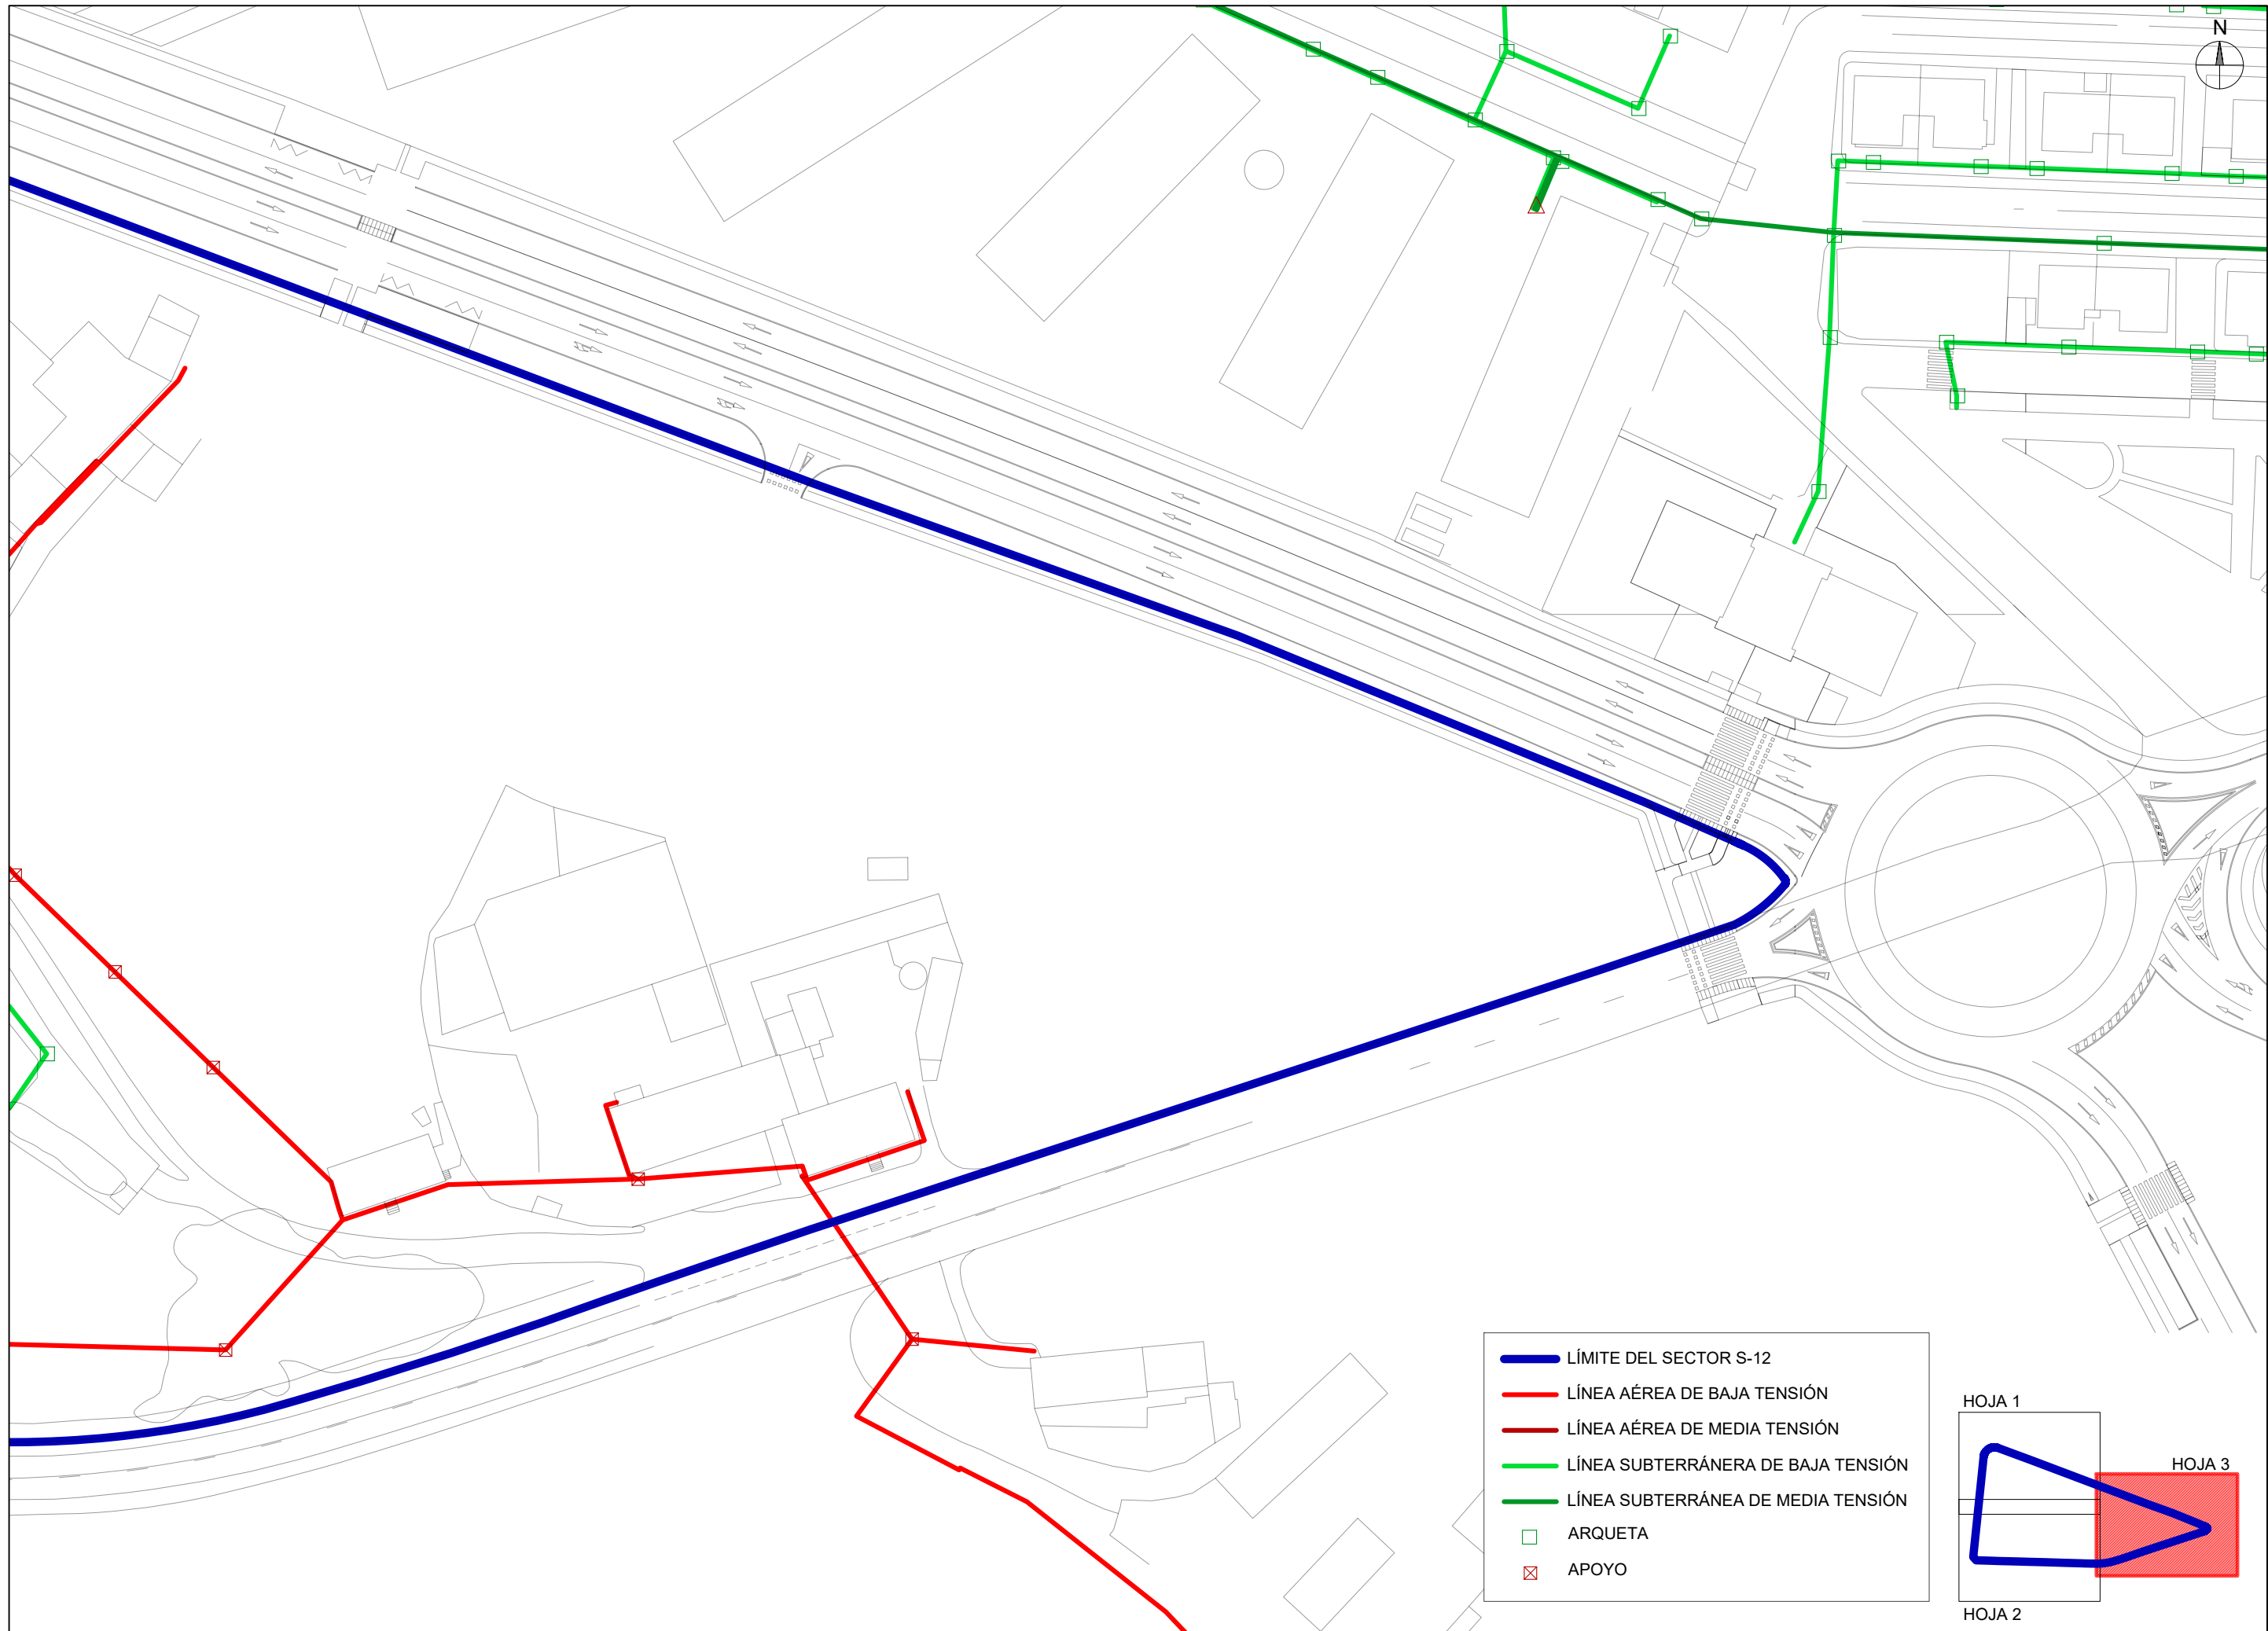 N
LÍMITE DEL SECTOR S-12
LÍNEA AÉREA DE BAJA TENSIÓN
LÍNEA AÉREA DE MEDIA TENSIÓN
LÍNEA SUBTERRÁNERA DE BAJA TENSIÓN
LÍNEA SUBTERRÁNEA DE MEDIA TENSIÓN
ARQUETA
APOYO
HOJA 1
HOJA 3
HOJA 2